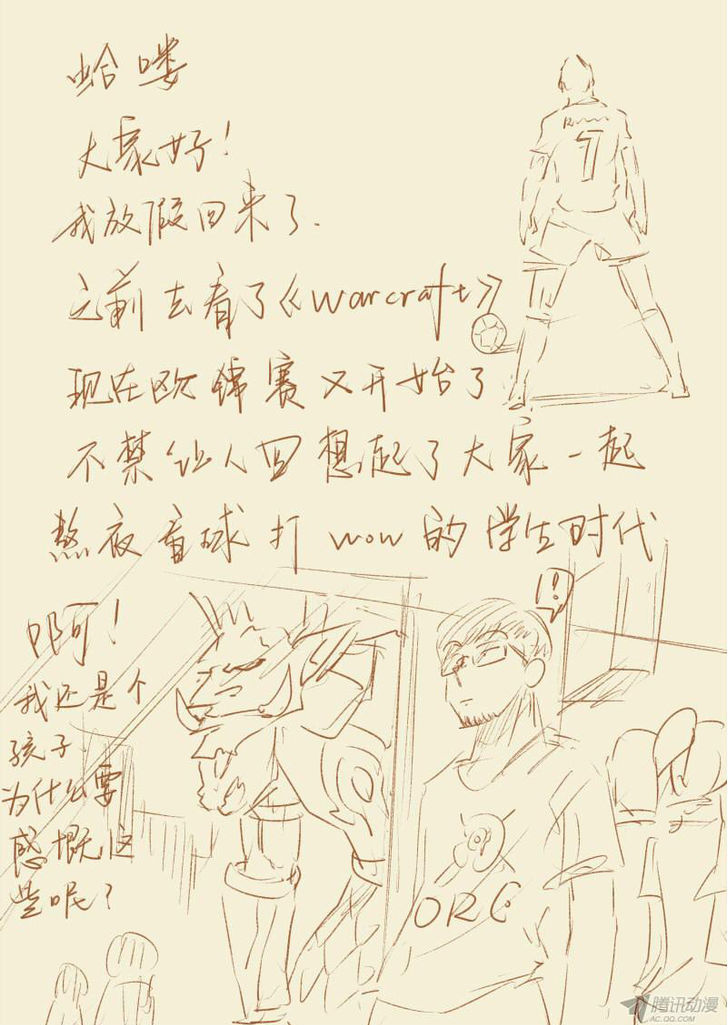 哈喽
大家好！
我放假回来了.
之前去看了《warcraft》
现在欧锦赛又开始了
不禁让人回想起了大家一起
熬夜看球打wow的学生时代
啊！
我还是个
孩子
为什么要
感慨这
些呢？
7
!
ORC
腾讯动漫
AC.QQ.COM